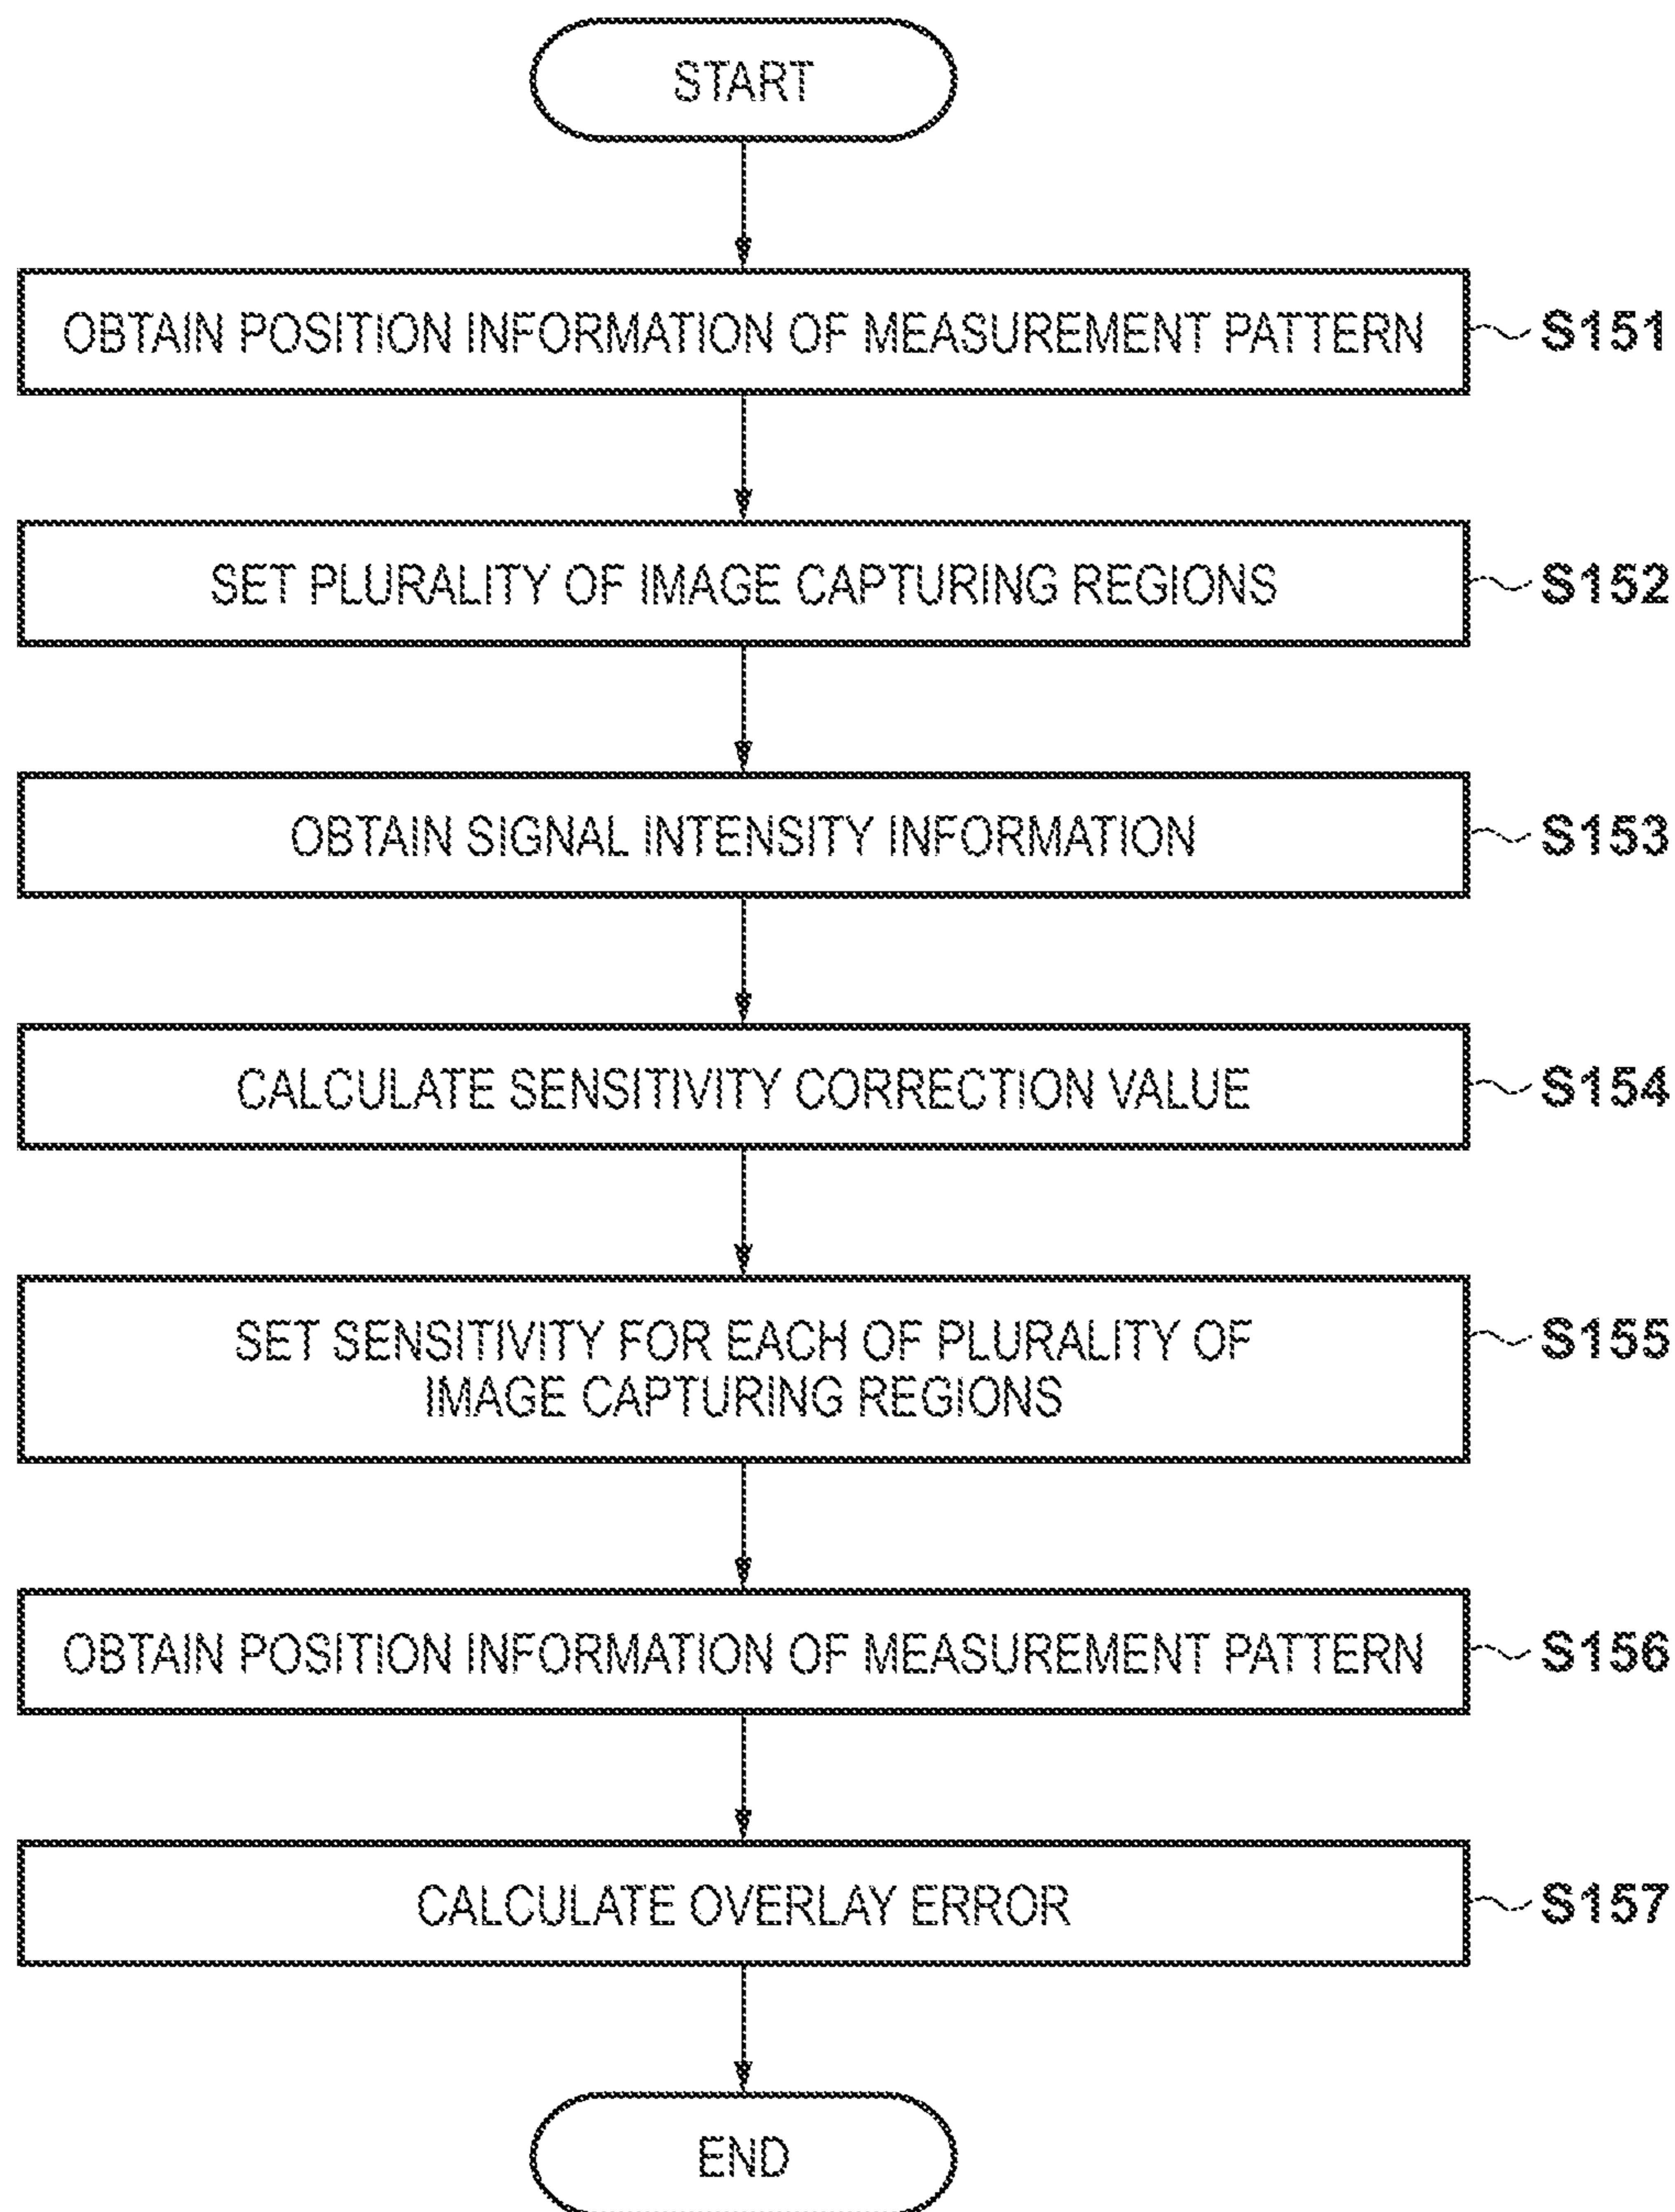 START
OBTAIN POSITION INFORMATION OF MEASUREMENT PATTERN S151
SET PLURALITY OF IMAGE CAPTURING REGIONS S152
OBTAIN SIGNAL INTENSITY INFORMATION S153
CALCULATE SENSITIVITY CORRECTION VALUE S154
SET SENSITIVITY FOR EACH OF PLURALITY OF S155
IMAGE CAPTURING REGIONS
OBTAIN POSITION INFORMATION OF MEASUREMENT PATTERN S156
CALCULATE OVERLAY ERROR S157
END